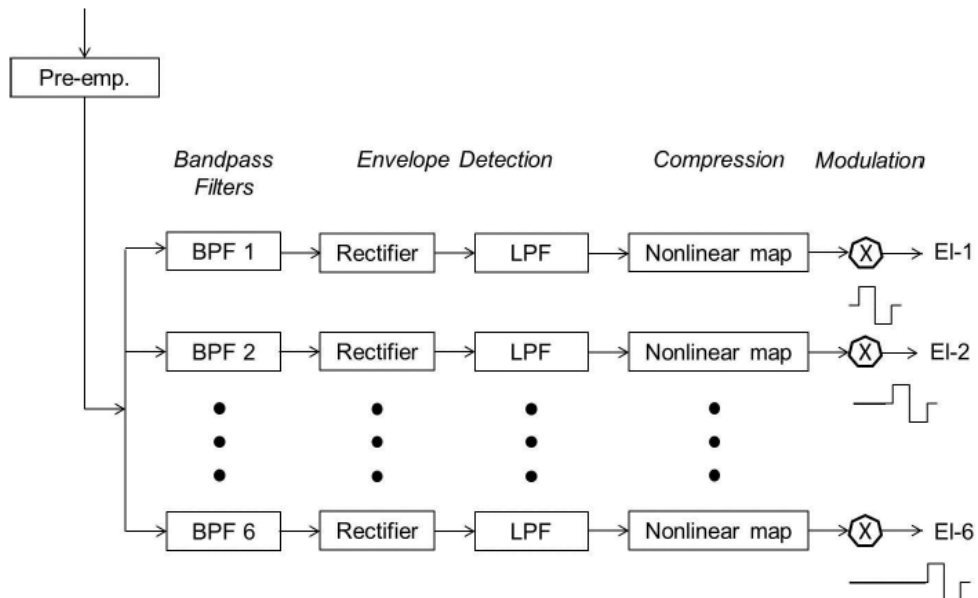 Pre-emp.
Bandpass Filters
Envelope Detection
Compression
Modulation
BPF 1
Rectifier
LPF
Nonlinear map
X
El-1
BPF 2
Rectifier
LPF
Nonlinear map
X
El-2
BPF 6
Rectifier
LPF
Nonlinear map
X
El-6